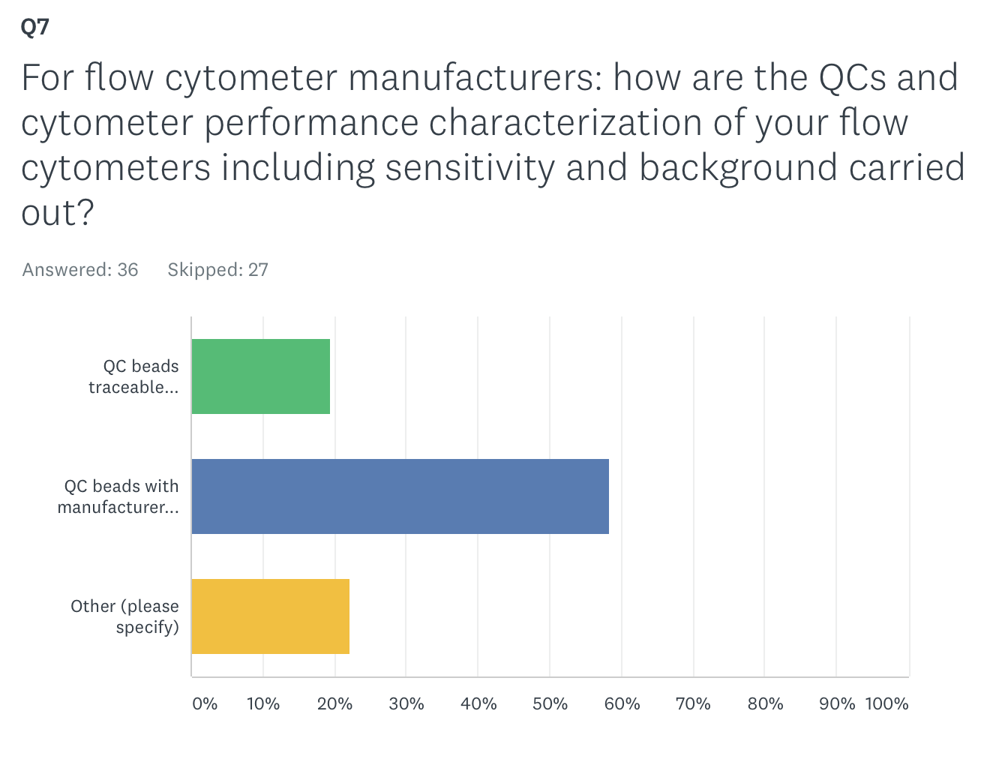 Q7
For flow cytometer manufacturers: how are the QCs and
cytometer performance characterization of your flow
cytometers including sensitivity and background carried
out?
Answered: 36 Skipped: 27
QC beads
traceable...
QC beads with
manufacturer...
Other (please
specify)
0% 10% 20% 30% 40% 50% 60% 70% 80% 90% 100%